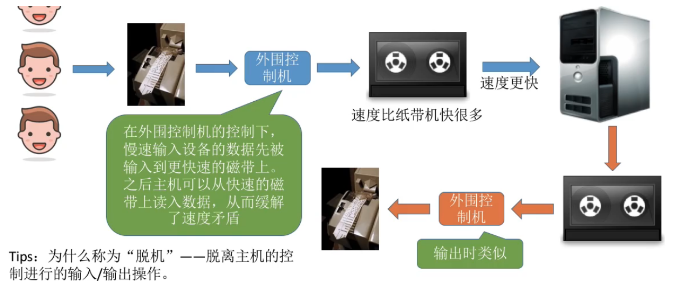 外围控
制机
速度更快
速度比纸带机快很多
在外围控制机的控制下，
慢速输入设备的数据先被
输入到更快速的磁带上。
之后主机可以从快速的磁
带上读入数据，从而缓解
了速度矛盾
外围控
制机
输出时类似
Tips：为什么称为“脱机”——脱离主机的控
制进行的输入/输出操作。